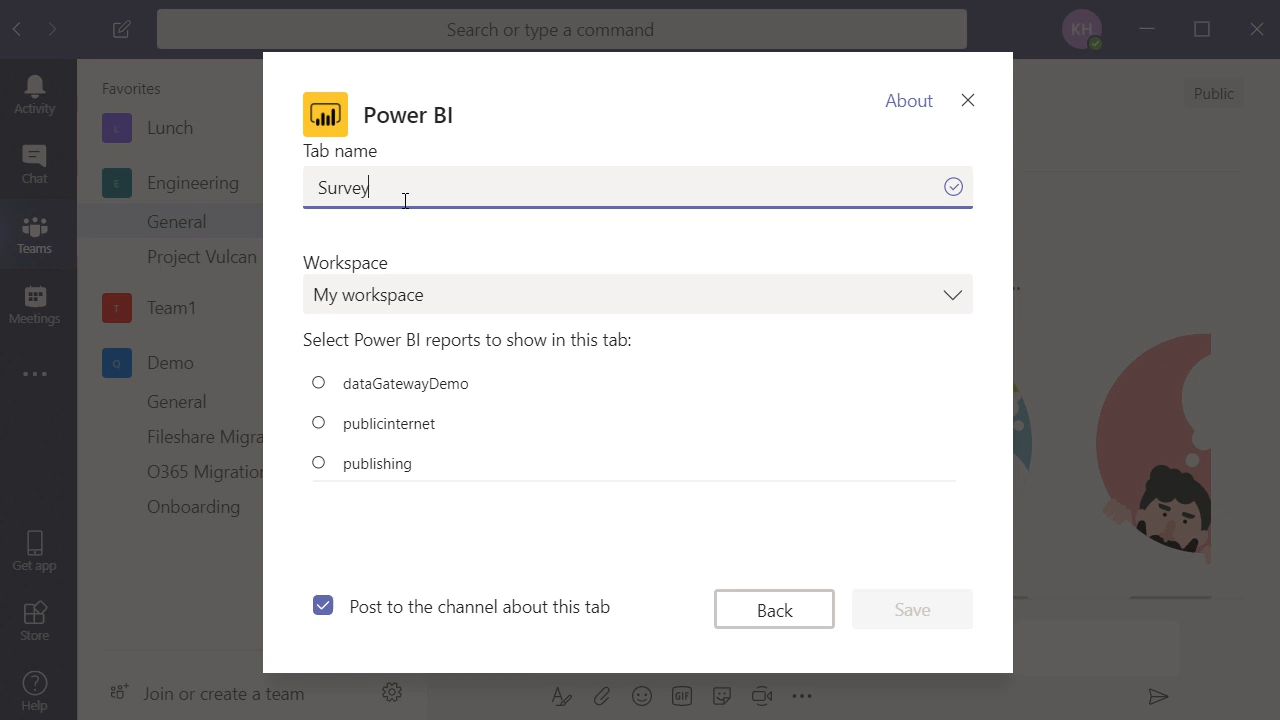 Search or type a command
KH
Activity
Chat
Teams
Meetings
Get app
Store
Help
Favorites
L
Lunch
E
Engineering
General
Project Vulcan
T
Team1
Demo
General
Fileshare Migra
O365 Migration
Onboarding
Join or create a team
Public
Power BI
About
Tab name
Survey
Workspace
My workspace
Select Power BI reports to show in this tab:
dataGatewayDemo
publicinternet
publishing
Post to the channel about this tab
Back
Save
GIF